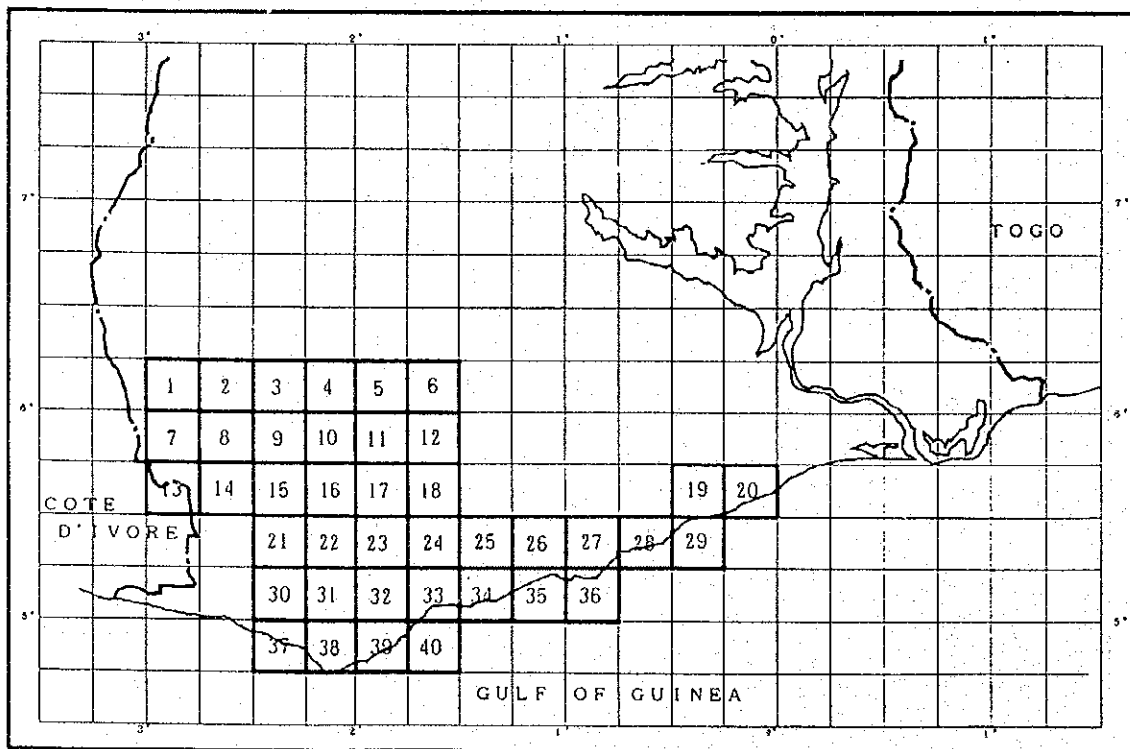 3° 2° 1° 0° 1°
7° 7°
TOGO
1 2 3 4 5 6
6° 6°
7 8 9 10 11 12
13 14 15 16 17 18 19 20
COTE
D'IVORE
21 22 23 24 25 26 27 28 29
30 31 32 33 34 35 36
5° 5°
37 38 39 40
GULF OF GUINEA
3° 2° 1° 0° 1°